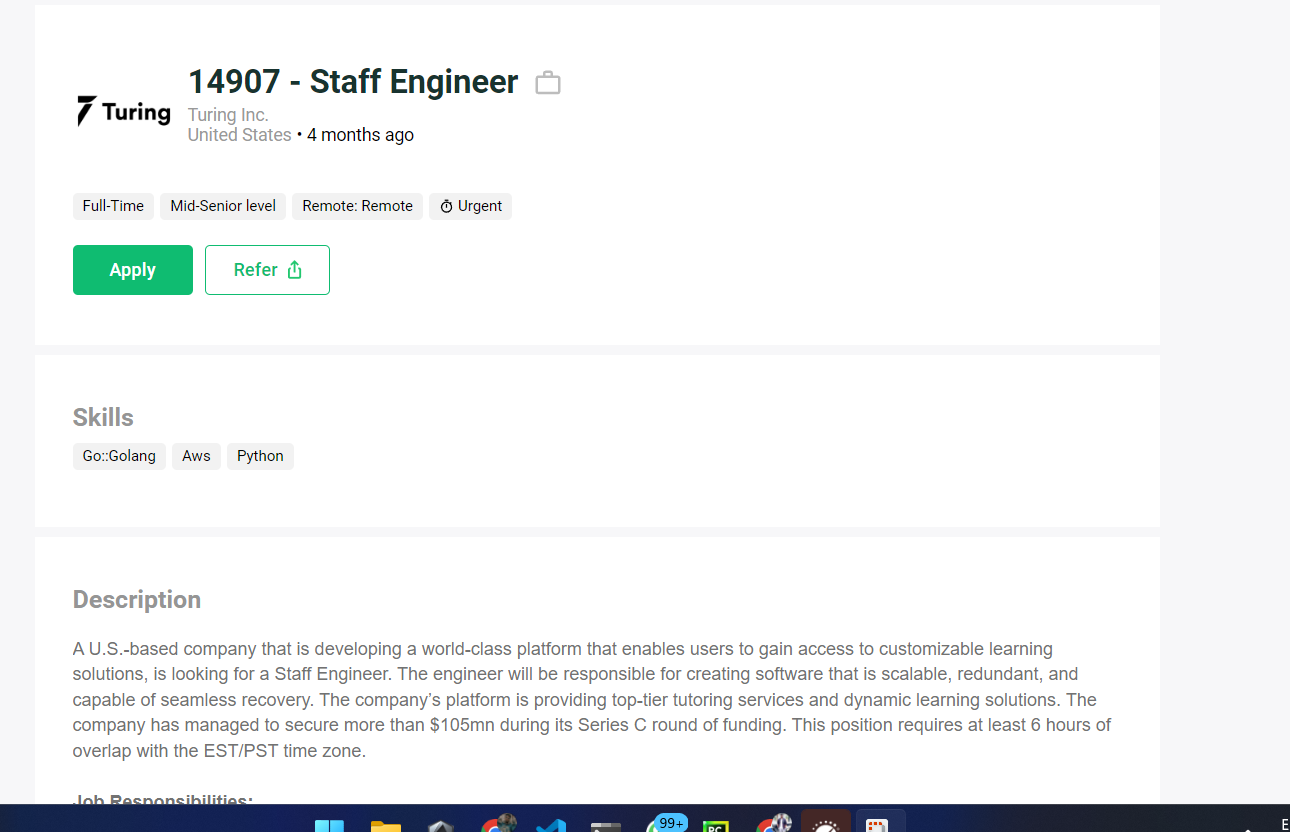 14907 - Staff Engineer
Turing
Turing Inc.
United States • 4 months ago
Full-Time Mid-Senior level Remote: Remote Urgent
Apply Refer
Skills
Go::Golang Aws Python
Description
A U.S.-based company that is developing a world-class platform that enables users to gain access to customizable learning
solutions, is looking for a Staff Engineer. The engineer will be responsible for creating software that is scalable, redundant, and
capable of seamless recovery. The company’s platform is providing top-tier tutoring services and dynamic learning solutions. The
company has managed to secure more than $105mn during its Series C round of funding. This position requires at least 6 hours of
overlap with the EST/PST time zone.
Job Responsibilities:
99+
PC